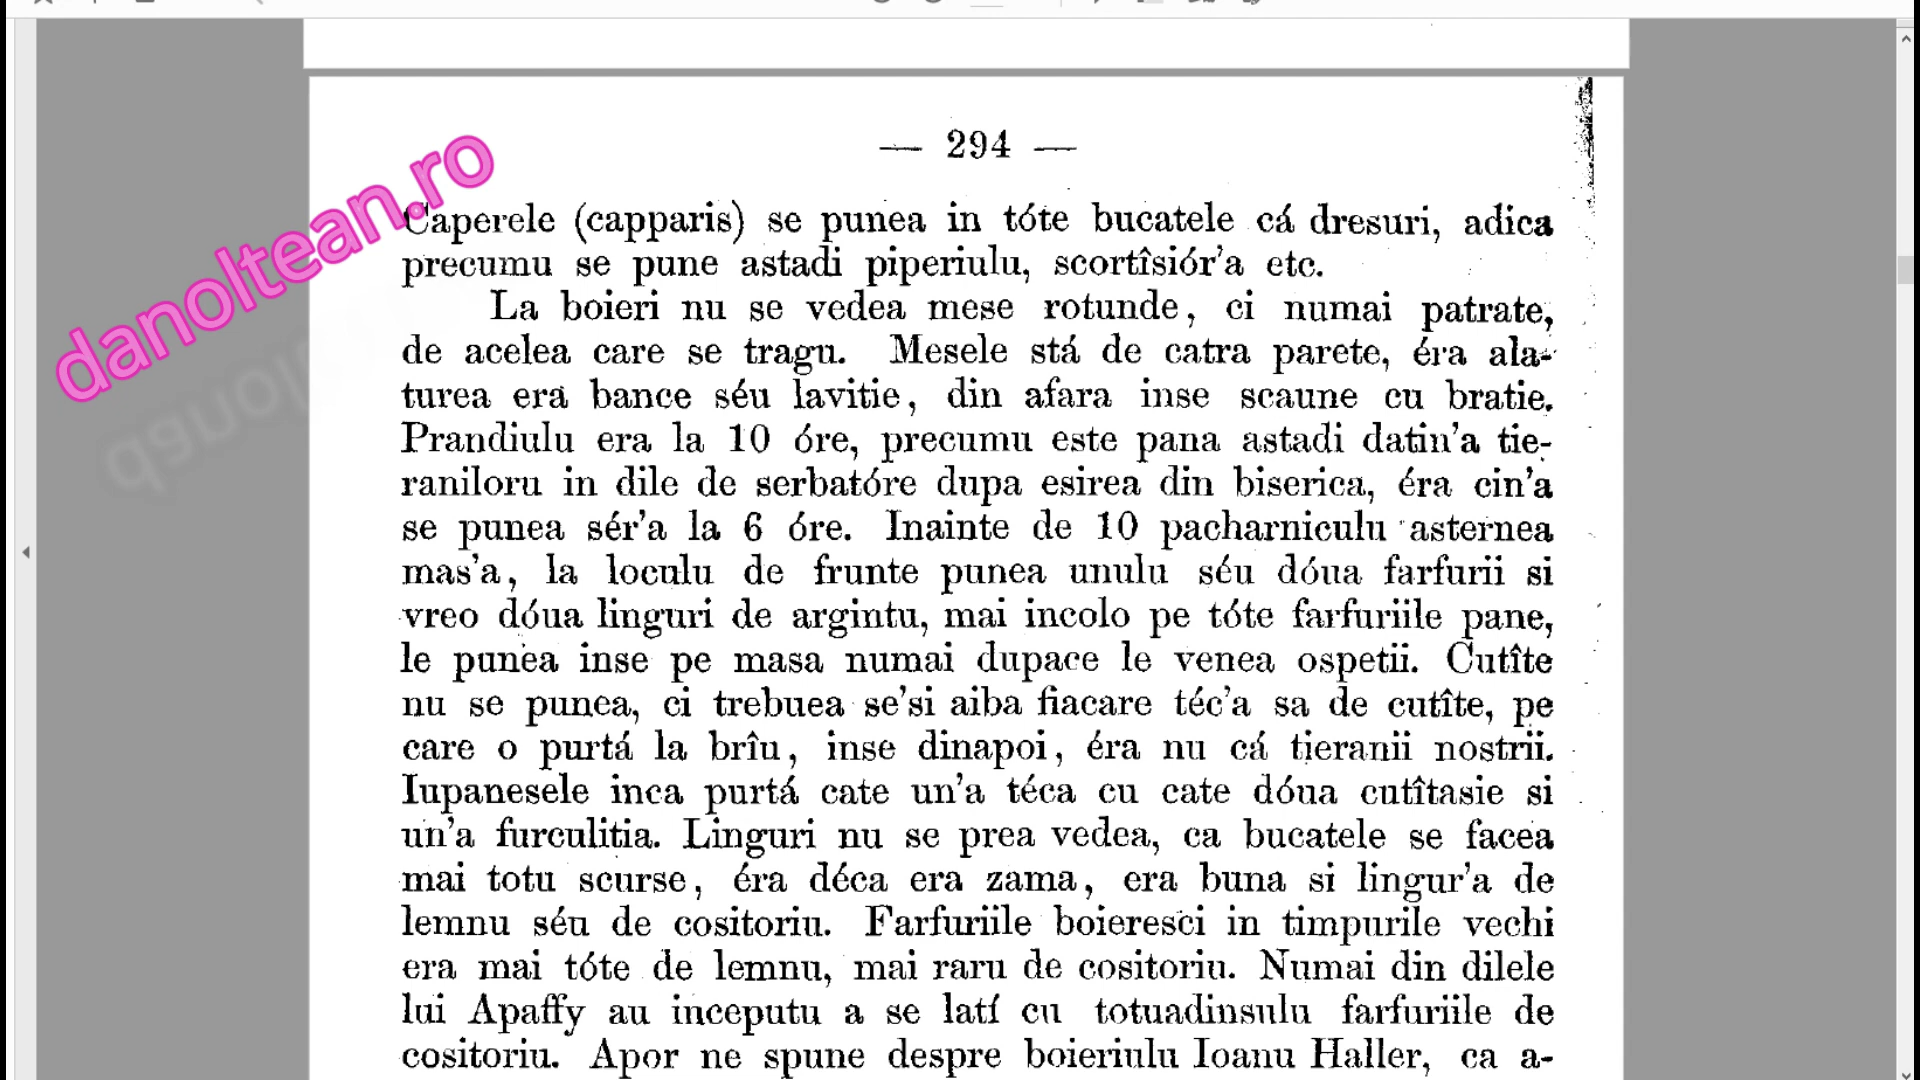 — 294 —
danoltean.ro
Caperele (capparis) se punea in tóte bucatele cá dresuri, adica
precumu se pune astadi piperiulu, scortîsiór'a etc.
La boieri nu se vedea mese rotunde, ci numai patrate,
de acelea care se tragu. Mesele stá de catra parete, éra ala-
turea era bance séu lavitie, din afara inse scaune cu bratie.
Prandiulu era la 10 óre, precumu este pana astadi datin'a tie-
raniloru in dile de serbatóre dupa esirea din biserica, éra cin'a
se punea sér'a la 6 óre. Inainte de 10 pacharniculu asternea
mas'a, la loculu de frunte punea unulu séu dóua farfurii si
vreo dóua linguri de argintu, mai incolo pe tóte farfuriile pane,
le punea inse pe masa numai dupace le venea ospetii. Cutîte
nu se punea, ci trebuea se'si aiba fiacare téc'a sa de cutîte, pe
care o purtá la brîu, inse dinapoi, éra nu cá tieranii nostrii.
Iupanesele inca purtá cate un'a téca cu cate dóua cutîtasie si
un'a furculitia. Linguri nu se prea vedea, ca bucatele se facea
mai totu scurse, éra déca era zama, era buna si lingur'a de
lemnu séu de cositoriu. Farfuriile boieresci in timpurile vechi
era mai tóte de lemnu, mai raru de cositoriu. Numai din dilele
lui Apaffy au inceputu a se latí cu totuadinsulu farfuriile de
cositoriu. Apor ne spune despre boieriulu Ioanu Haller, ca a-